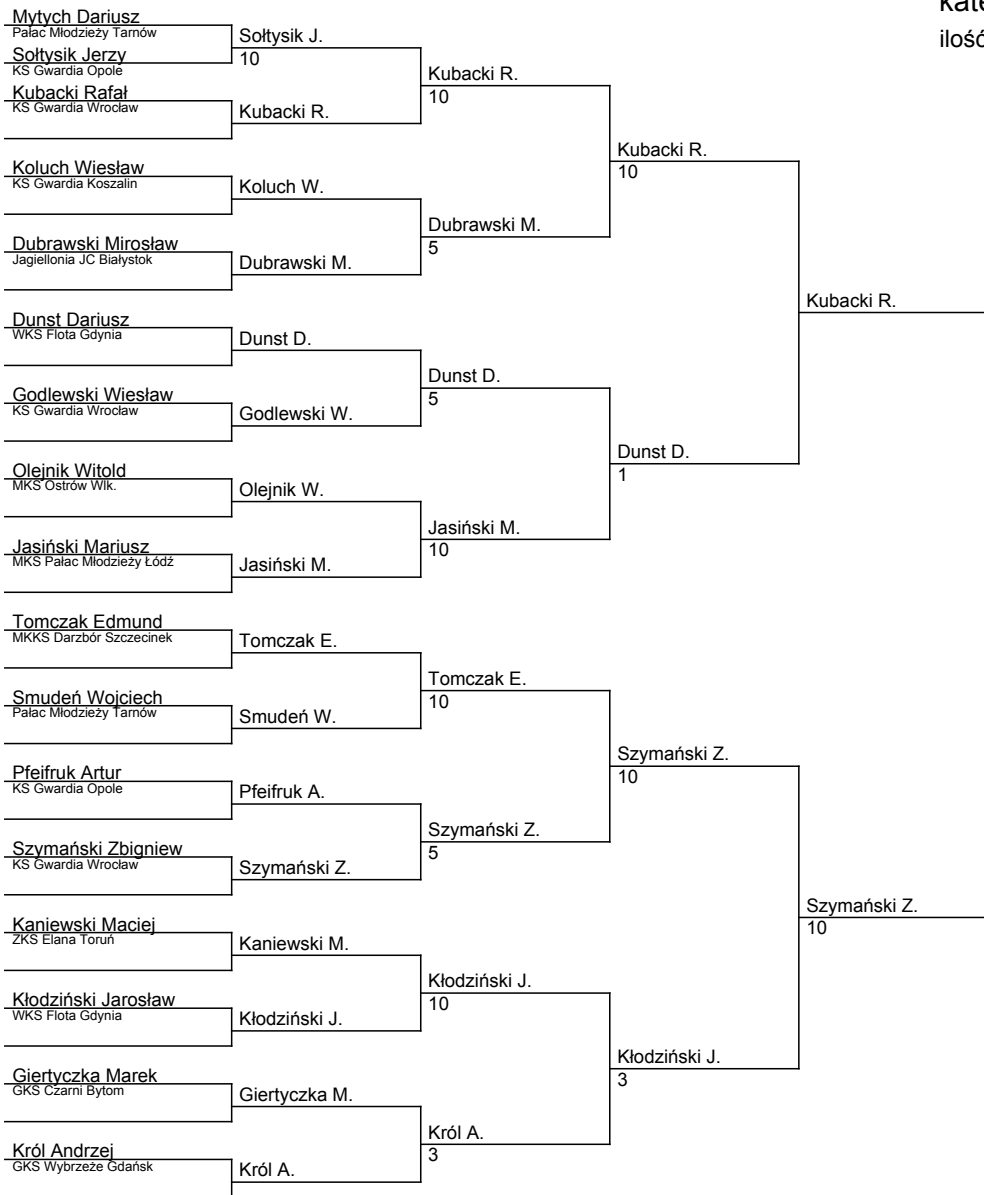 kate
ilość
Mytych Dariusz
Pałac Młodzieży Tarnów
Sołtysik Jerzy
KS Gwardia Opole
Kubacki Rafał
KS Gwardia Wrocław
Koluch Wiesław
KS Gwardia Koszalin
Dubrawski Mirosław
Jagiellonia JC Białystok
Dunst Dariusz
WKS Flota Gdynia
Godlewski Wiesław
KS Gwardia Wrocław
Olejnik Witold
MKS Ostrów Wlk.
Jasiński Mariusz
MKS Pałac Młodzieży Łódź
Tomczak Edmund
MKKS Darzbór Szczecinek
Smudeń Wojciech
Pałac Młodzieży Tarnów
Pfeifruk Artur
KS Gwardia Opole
Szymański Zbigniew
KS Gwardia Wrocław
Kaniewski Maciej
ZKS Elana Toruń
Kłodziński Jarosław
WKS Flota Gdynia
Giertyczka Marek
GKS Czarni Bytom
Król Andrzej
GKS Wybrzeże Gdańsk
Sołtysik J.
10
Kubacki R.
Koluch W.
Dubrawski M.
Dunst D.
Godlewski W.
Olejnik W.
Jasiński M.
Tomczak E.
Smudeń W.
Pfeifruk A.
Szymański Z.
Kaniewski M.
Kłodziński J.
Giertyczka M.
Król A.
Kubacki R.
10
Dubrawski M.
5
Dunst D.
5
Jasiński M.
10
Tomczak E.
10
Szymański Z.
5
Kłodziński J.
10
Król A.
3
Kubacki R.
10
Dunst D.
1
Szymański Z.
10
Kłodziński J.
3
Kubacki R.
Szymański Z.
10